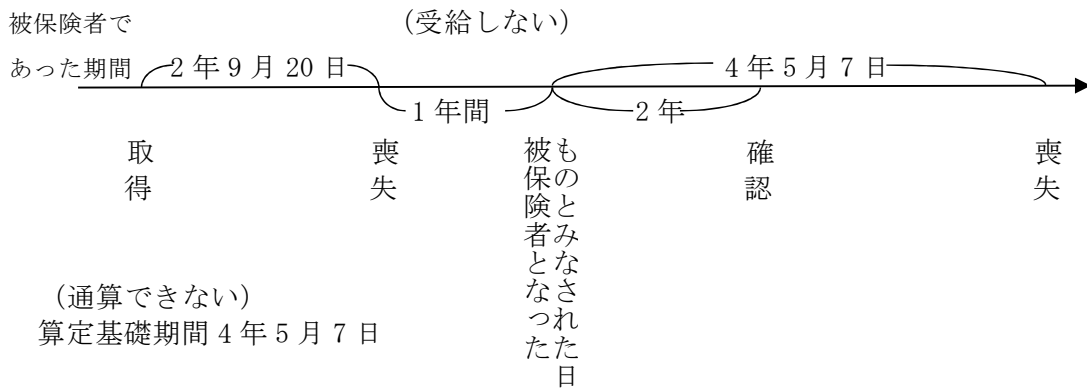 被保険者で
(受給しない)
あった期間
2年9月20日
4年5月7日
1年間
2年
取得
喪失
被保険者となった
ものとみなされた日
確認
喪失
(通算できない)
算定基礎期間4年5月7日